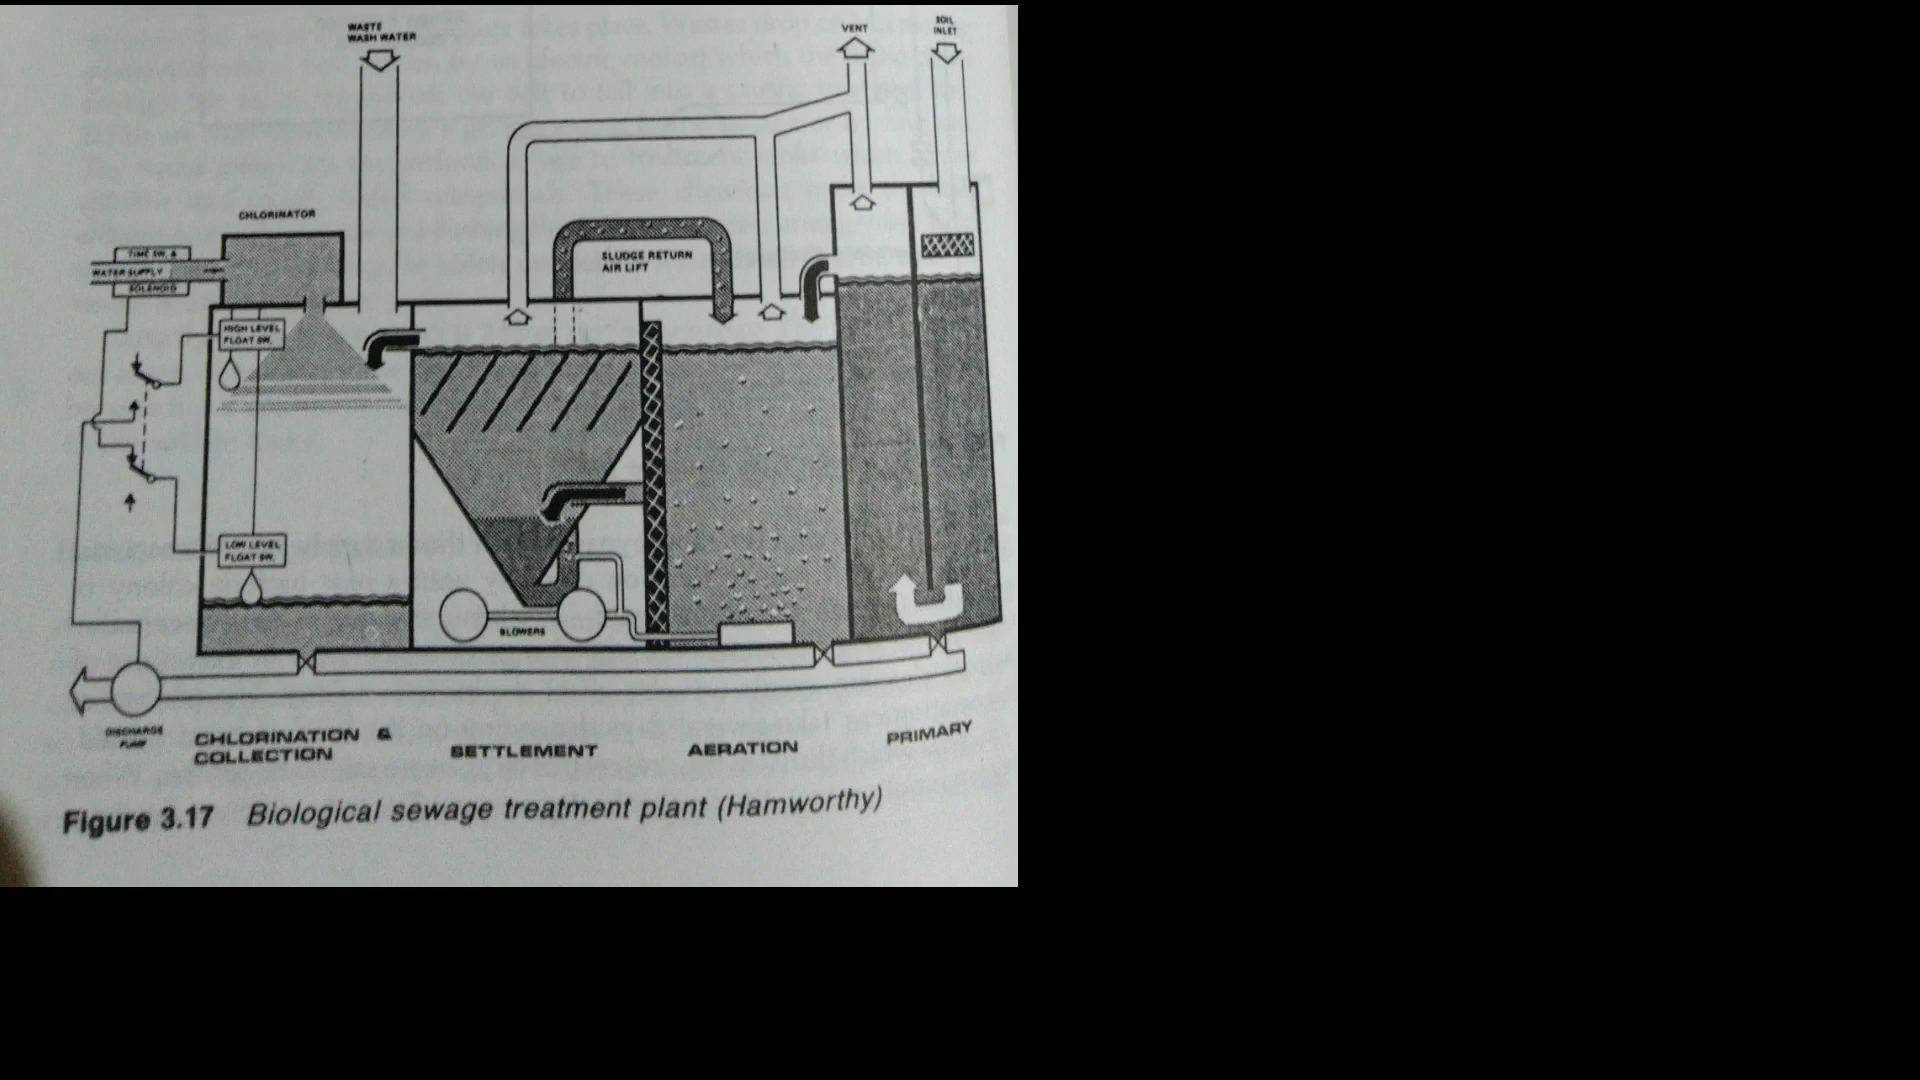 WASTE
WASH WATER
VENT
SOIL
INLET
CHLORINATOR
TIME SW. &
WATER SUPPLY
SOLENOID
SLUDGE RETURN
AIR LIFT
HIGH LEVEL
FLOAT SW.
LOW LEVEL
FLOAT SW.
BLOWERS
DISCHARGE
PUMP
CHLORINATION &
COLLECTION
SETTLEMENT
AERATION
PRIMARY
Figure 3.17 Biological sewage treatment plant (Hamworthy)